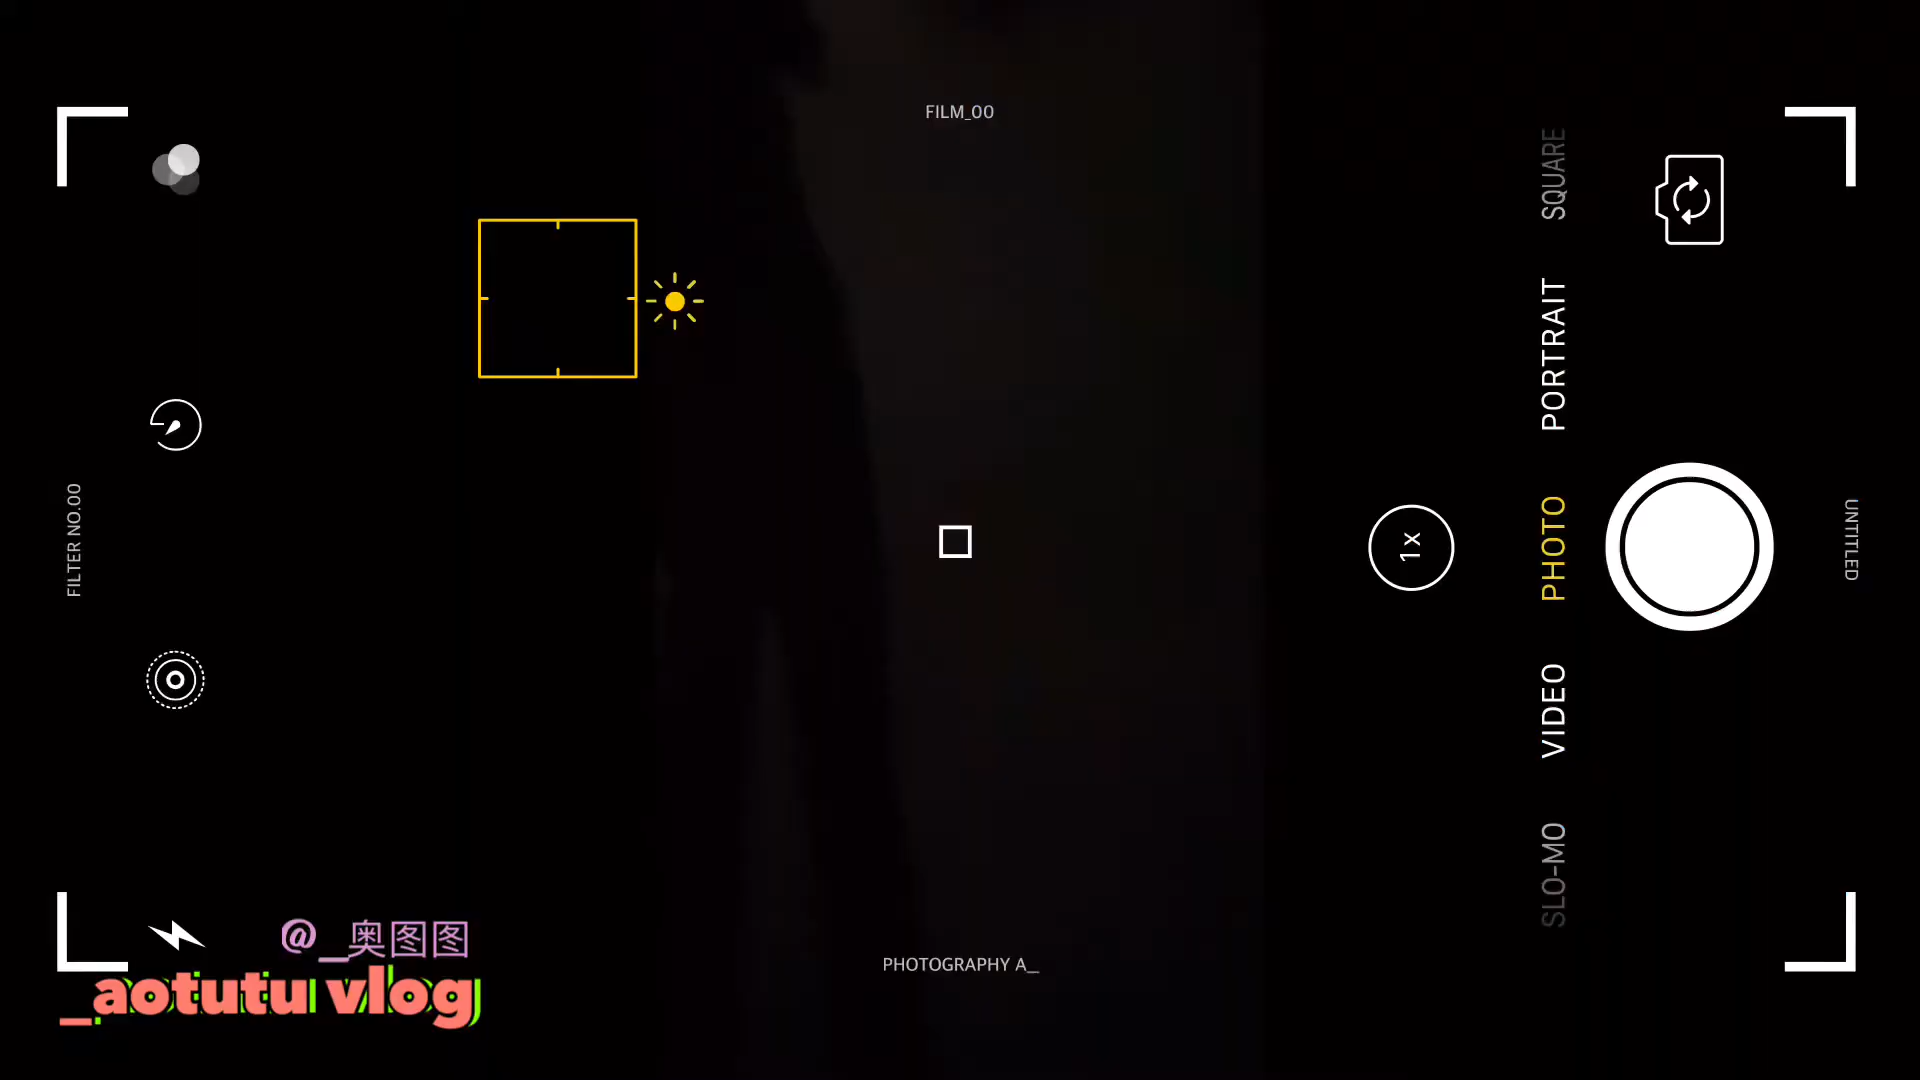 FILM_00
SQUARE
PORTRAIT
PHOTO
VIDEO
SLO-MO
1x
FILTER NO.00
UNTITLED
PHOTOGRAPHY A_
@_奥图图
_aotutu vlog